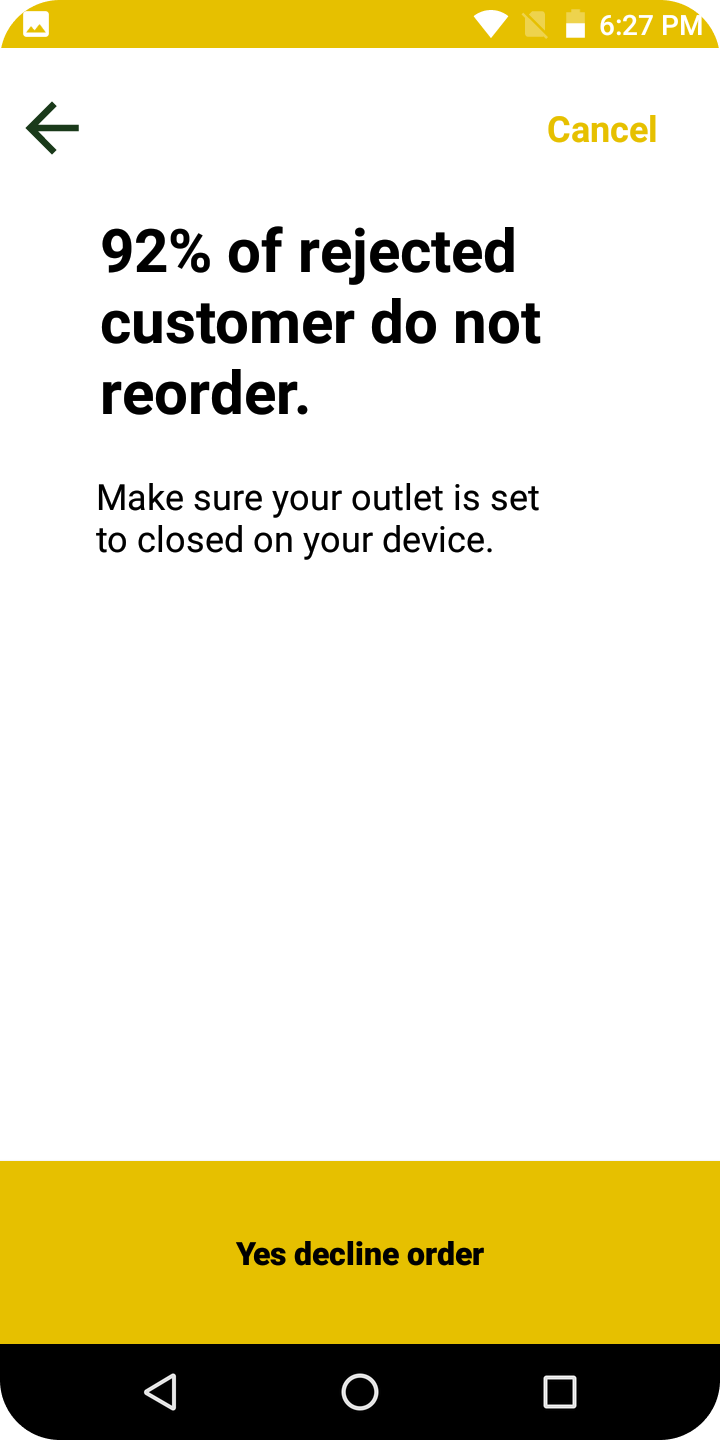 6:27 PM
Cancel
92% of rejected
customer do not
reorder.
Make sure your outlet is set
to closed on your device.
Yes decline order